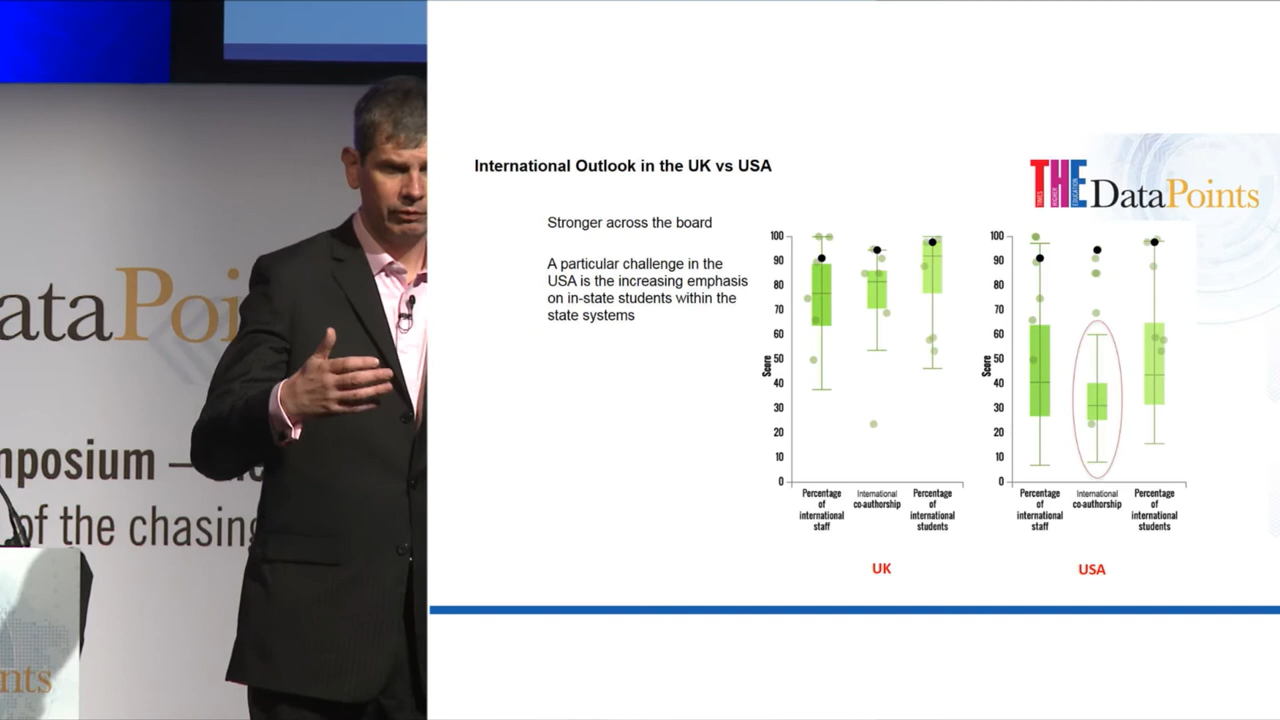 ataPoi
mposium –
of the chasing
nts
International Outlook in the UK vs USA
THE DataPoints
TIMES HIGHER EDUCATION
Stronger across the board
A particular challenge in the
USA is the increasing emphasis
on in-state students within the
state systems
Score
100
90
80
70
60
50
40
30
20
10
0
Percentage
of
international
staff
International
co-authorship
Percentage
of
international
students
UK
Score
100
90
80
70
60
50
40
30
20
10
0
Percentage
of
international
staff
International
co-authorship
Percentage
of
international
students
USA